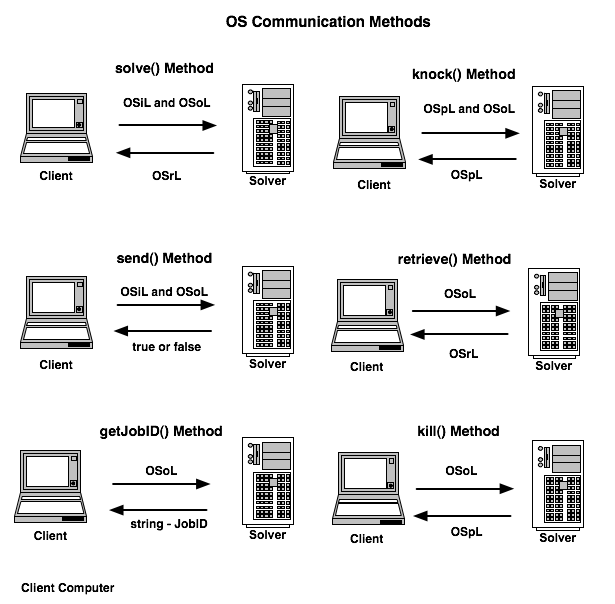 OS Communication Methods
solve() Method
OSiL and OSoL
OSrL
Client
Solver
knock() Method
OSpL and OSoL
OSpL
Client
Solver
send() Method
OSiL and OSoL
true or false
Client
Solver
retrieve() Method
OSoL
OSrL
Client
Solver
getJobID() Method
OSoL
string - JobID
Client
Solver
kill() Method
OSoL
OSpL
Client
Solver
Client Computer